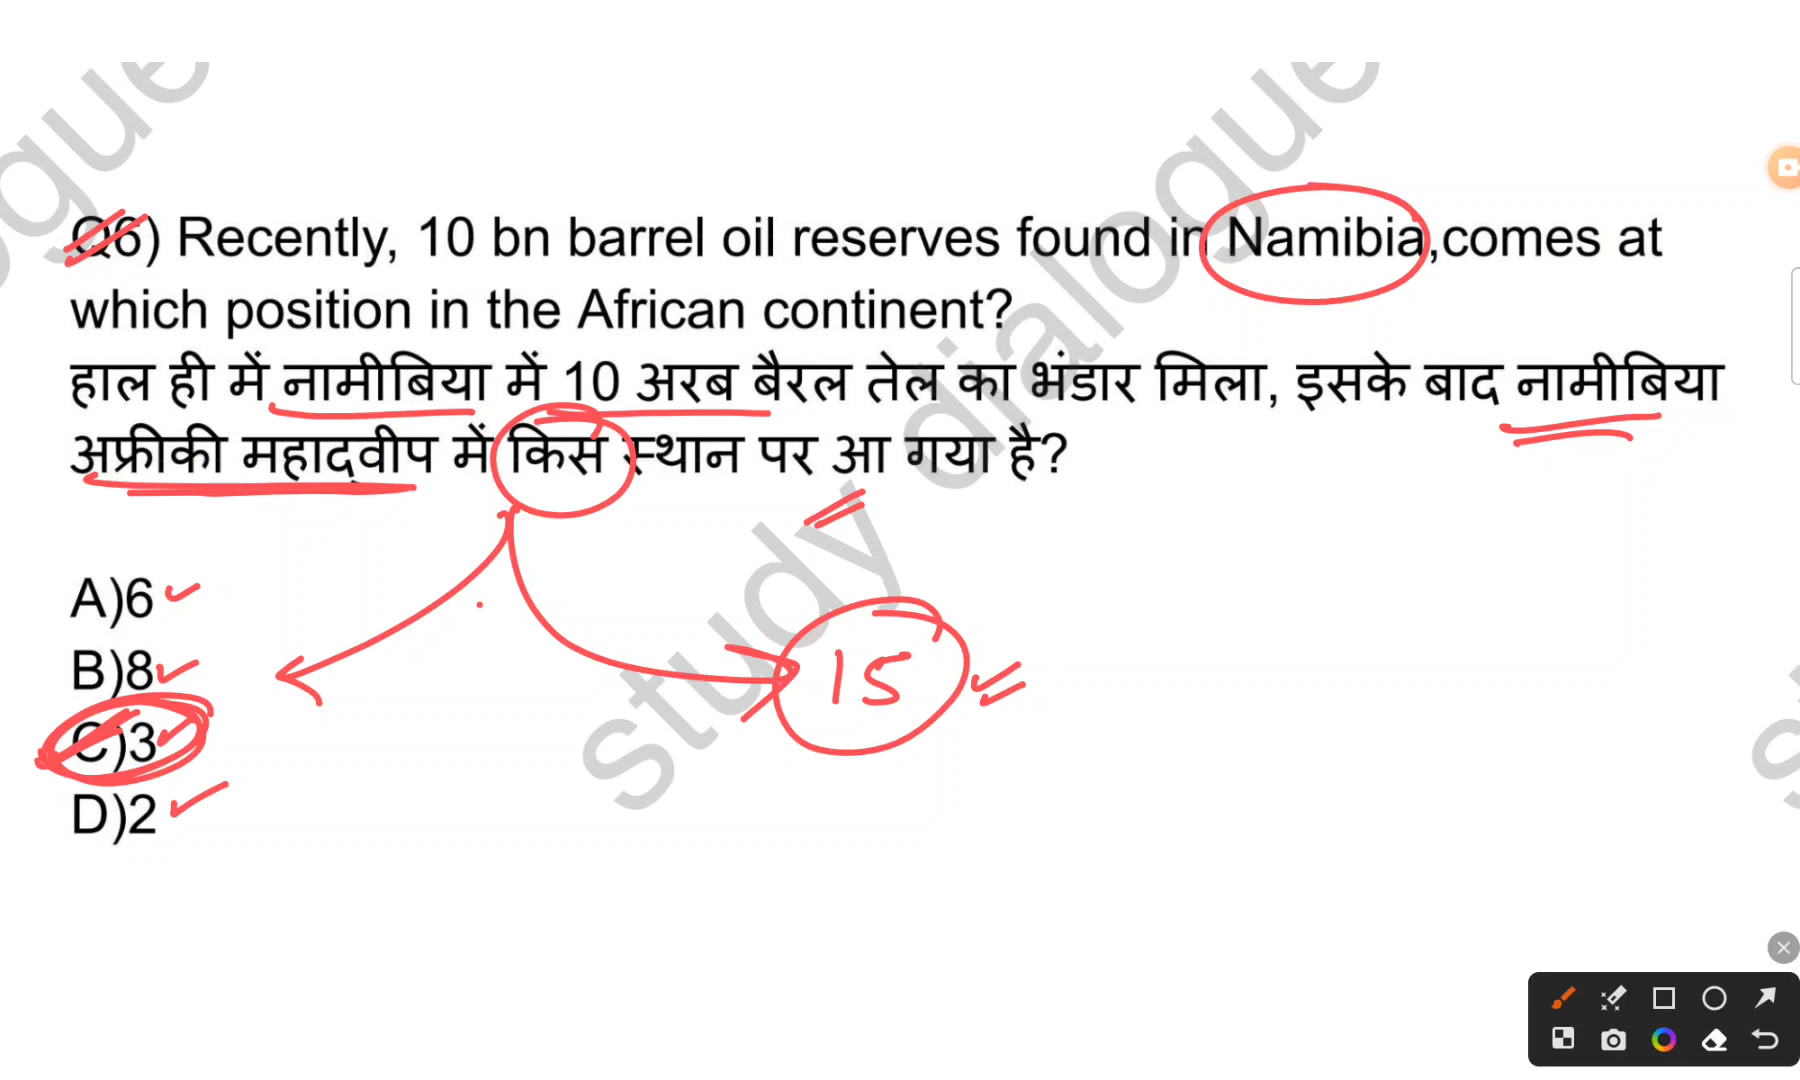 Q6) Recently, 10 bn barrel oil reserves found in Namibia,comes at
which position in the African continent?
हाल ही में नामीबिया में 10 अरब बैरल तेल का भंडार मिला, इसके बाद नामीबिया
अफ्रीकी महाद्वीप में किस स्थान पर आ गया है?
A)6
B)8
15
C)3
D)2
study dialogue